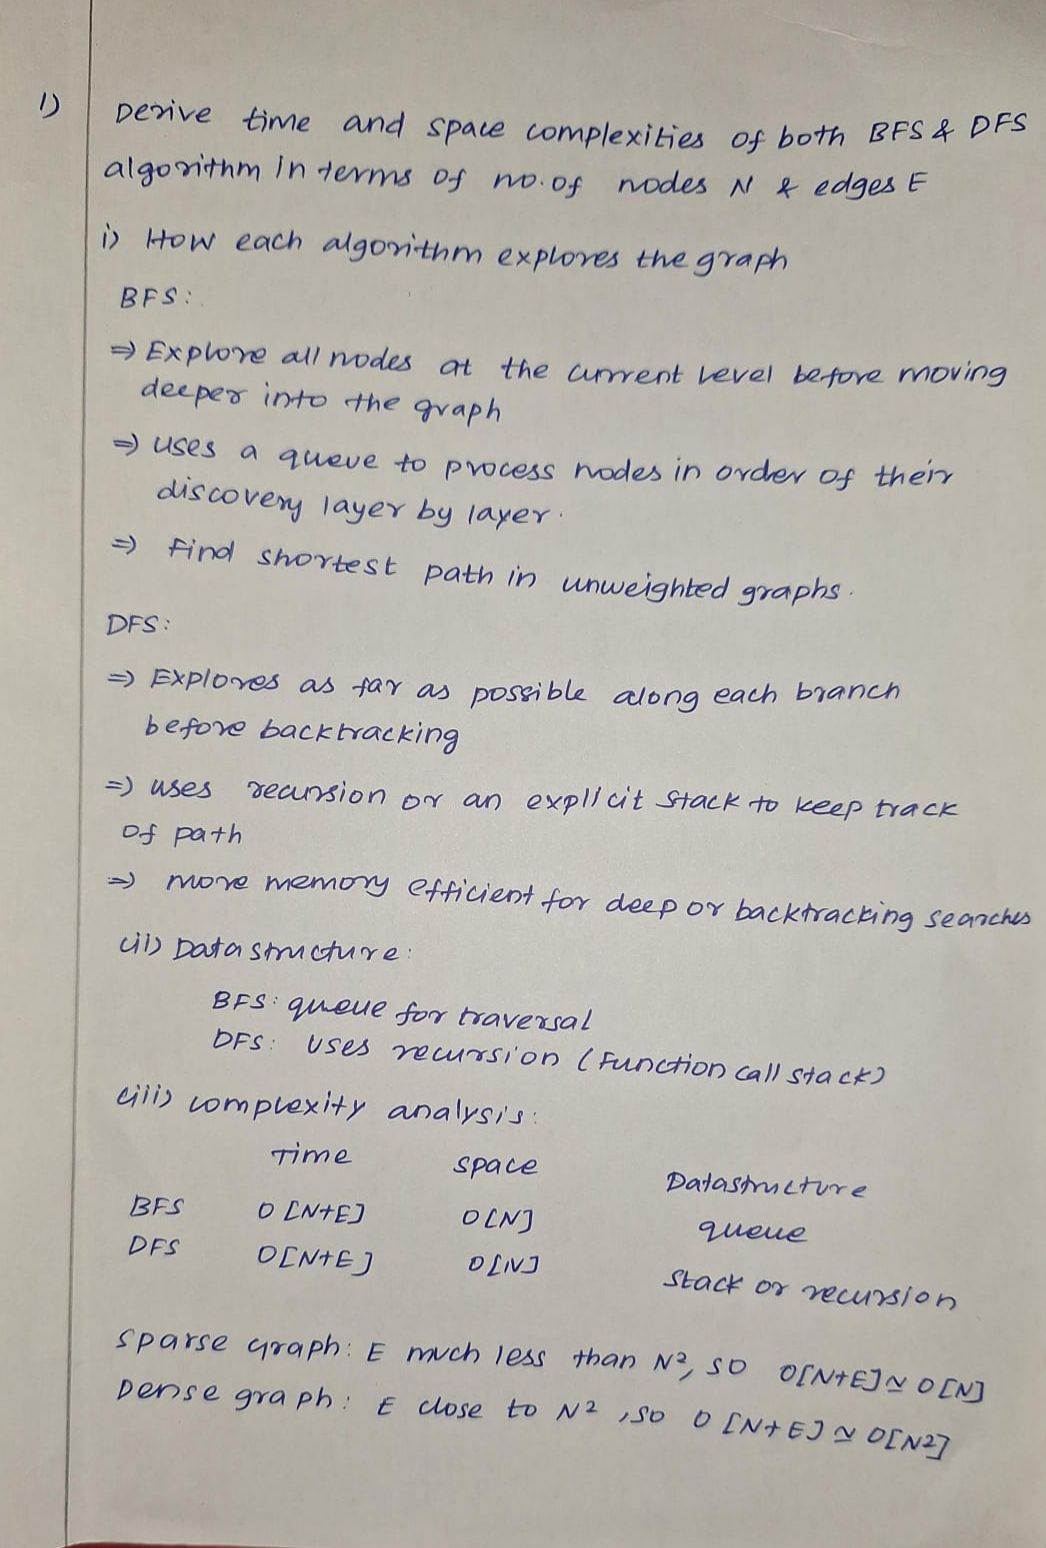 1) Derive time and space complexities of both BFS & DFS
algorithm in terms of no. of nodes N & edges E
i) How each algorithm explores the graph
BFS:
⇒ Explore all nodes at the current level before moving
deeper into the graph
⇒ uses a queue to process nodes in order of their
discovery layer by layer.
⇒ Find shortest path in unweighted graphs.
DFS:
⇒ Explores as far as possible along each branch
before backtracking
⇒ uses recursion or an explicit stack to keep track
of path
⇒ more memory efficient for deep or backtracking searches
(ii) Data structure:
BFS: queue for traversal
DFS: uses recursion (Function call stack)
(iii) complexity analysis:
Time space Datastructure
BFS O[N+E] O[N] queue
DFS O[N+E] O[N] Stack or recursion
Sparse graph: E much less than N², so O[N+E] ≃ O[N]
Dense graph: E close to N², so O[N+E] ≃ O[N2]